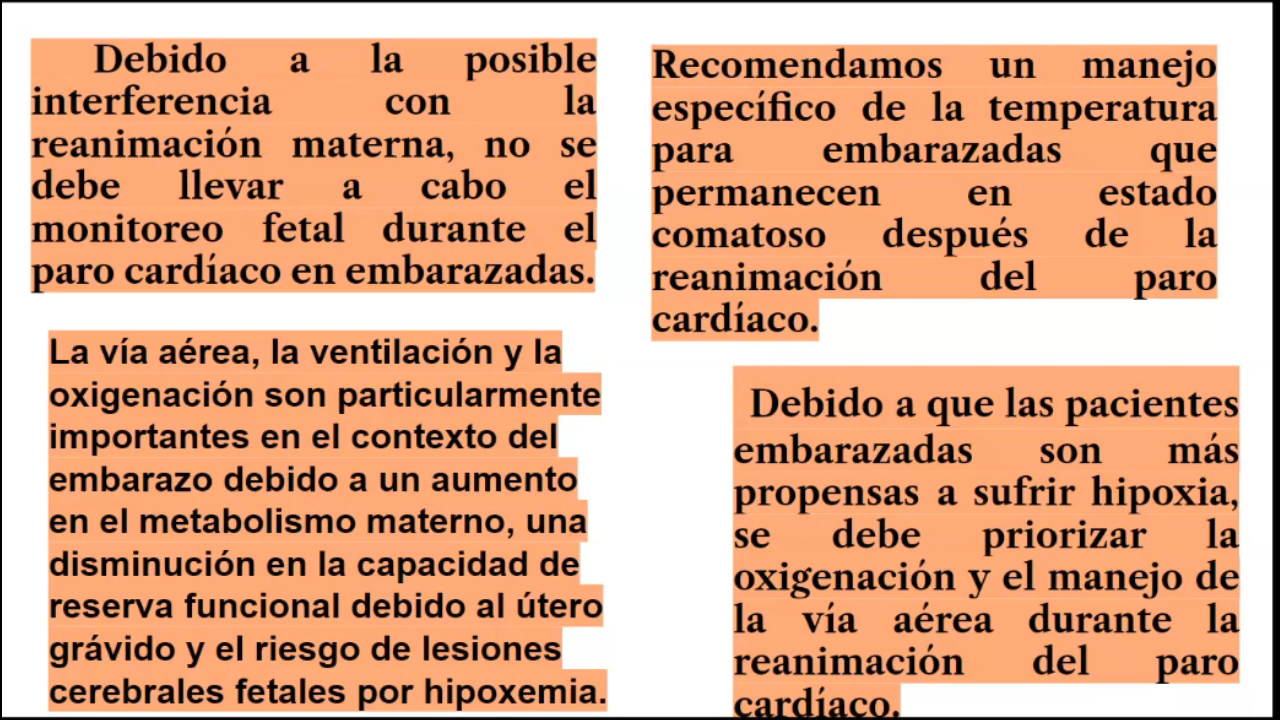 Debido a la posible
interferencia con la
reanimación materna, no se
debe llevar a cabo el
monitoreo fetal durante el
paro cardíaco en embarazadas.
La vía aérea, la ventilación y la
oxigenación son particularmente
importantes en el contexto del
embarazo debido a un aumento
en el metabolismo materno, una
disminución en la capacidad de
reserva funcional debido al útero
grávido y el riesgo de lesiones
cerebrales fetales por hipoxemia.
Recomendamos un manejo
específico de la temperatura
para embarazadas que
permanecen en estado
comatoso después de la
reanimación del paro
cardíaco.
Debido a que las pacientes
embarazadas son más
propensas a sufrir hipoxia,
se debe priorizar la
oxigenación y el manejo de
la vía aérea durante la
reanimación del paro
cardíaco.